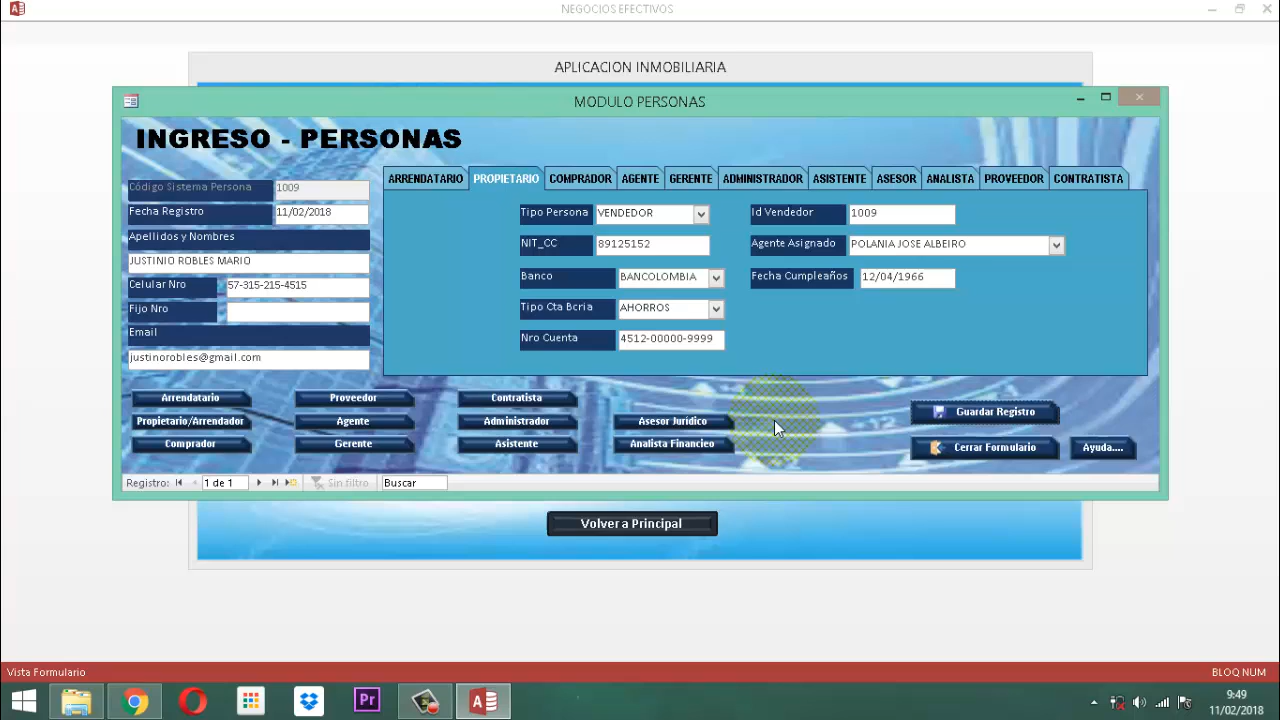 NEGOCIOS EFECTIVOS
APLICACION INMOBILIARIA
MODULO PERSONAS
INGRESO - PERSONAS
ARRENDATARIO PROPIETARIO COMPRADOR AGENTE GERENTE ADMINISTRADOR ASISTENTE ASESOR ANALISTA PROVEEDOR CONTRATISTA
Código Sistema Persona 1009
Fecha Registro 11/02/2018
Apellidos y Nombres
JUSTINIO ROBLES MARIO
Celular Nro 57-315-215-4515
Fijo Nro
Email
justinorobles@gmail.com
Tipo Persona VENDEDOR Id Vendedor 1009
NIT_CC 89125152 Agente Asignado POLANIA JOSE ALBEIRO
Banco BANCOLOMBIA Fecha Cumpleaños 12/04/1966
Tipo Cta Bcria AHORROS
Nro Cuenta 4512-00000-9999
Arrendatario Proveedor Contratista
Propietario/Arrendador Agente Administrador Asesor Jurídico
Comprador Gerente Asistente Analista Financieo
Guardar Registro
Cerrar Formulario Ayuda....
Registro: 1 de 1 Sin filtro Buscar
Volver a Principal
Vista Formulario BLOQ NUM
Pr
9:49
11/02/2018